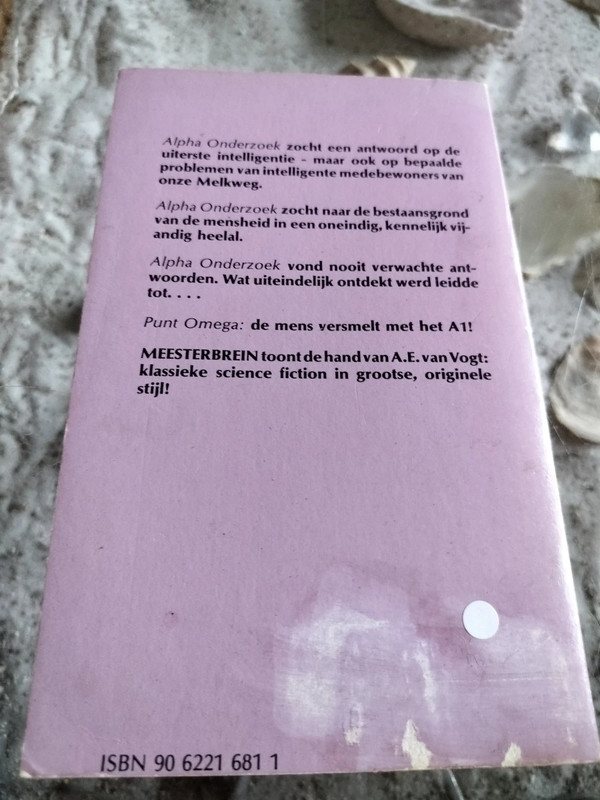 Alpha Onderzoek zocht een antwoord op de
uiterste intelligentie - maar ook op bepaalde
problemen van intelligente medebewoners van
onze Melkweg.
Alpha Onderzoek zocht naar de bestaansgrond
van de mensheid in een oneindig, kennelijk vij-
andig heelal.
Alpha Onderzoek vond nooit verwachte ant-
woorden. Wat uiteindelijk ontdekt werd leidde
tot. . . .
Punt Omega: de mens versmelt met het A1!
MEESTERBREIN toont de hand van A.E. van Vogt:
klassieke science fiction in grootse, originele
stijl!
ISBN 90 6221 681 1